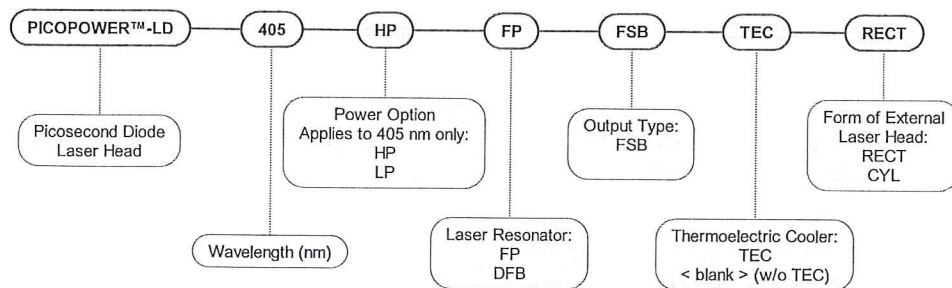 PICOPOWER™-LD
405
HP
FP
FSB
TEC
RECT
Picosecond Diode
Laser Head
Power Option
Applies to 405 nm only:
HP
LP
Output Type:
FSB
Form of External
Laser Head:
RECT
CYL
Wavelength (nm)
Laser Resonator:
FP
DFB
Thermoelectric Cooler:
TEC
< blank > (w/o TEC)